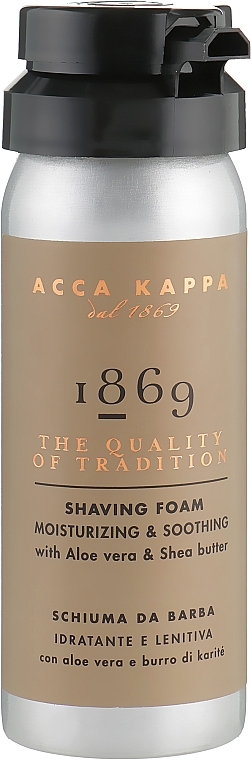 ACCA KAPPA
dal 1869
1869
THE QUALITY
OF TRADITION
SHAVING FOAM
MOISTURIZING & SOOTHING
with Aloe vera & Shea butter
SCHIUMA DA BARBA
IDRATANTE E LENITIVA
con aloe vera e burro di karité